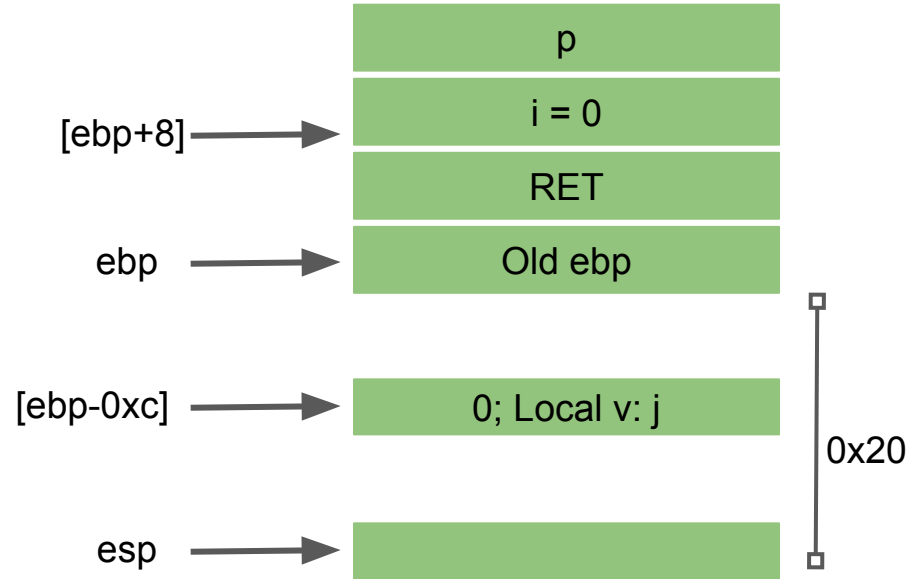 p
[ebp+8]
i = 0
RET
ebp
Old ebp
[ebp-0xc]
0; Local v: j
0x20
esp